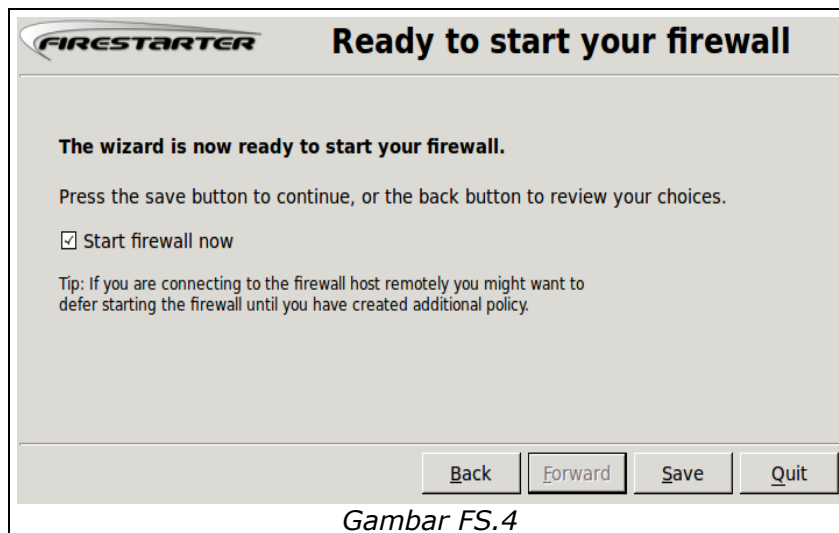 FIRESTARTER
Ready to start your firewall
The wizard is now ready to start your firewall.
Press the save button to continue, or the back button to review your choices.
Start firewall now
Tip: If you are connecting to the firewall host remotely you might want to
defer starting the firewall until you have created additional policy.
Back Forward Save Quit
Gambar FS.4